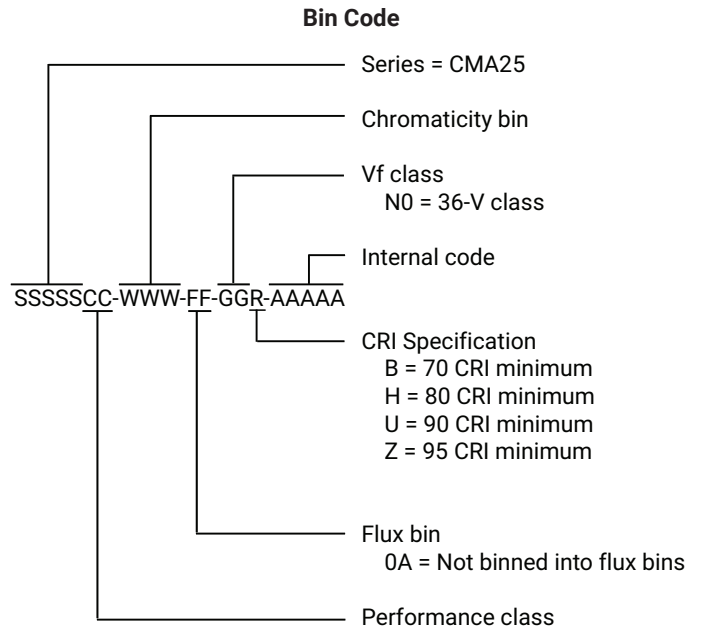 Bin Code
Series = CMA25
Chromaticity bin
Vf class
N0 = 36-V class
Internal code
SSSSSCC-WWW-FF-GGR-AAAAA
CRI Specification
B = 70 CRI minimum
H = 80 CRI minimum
U = 90 CRI minimum
Z = 95 CRI minimum
Flux bin
0A = Not binned into flux bins
Performance class